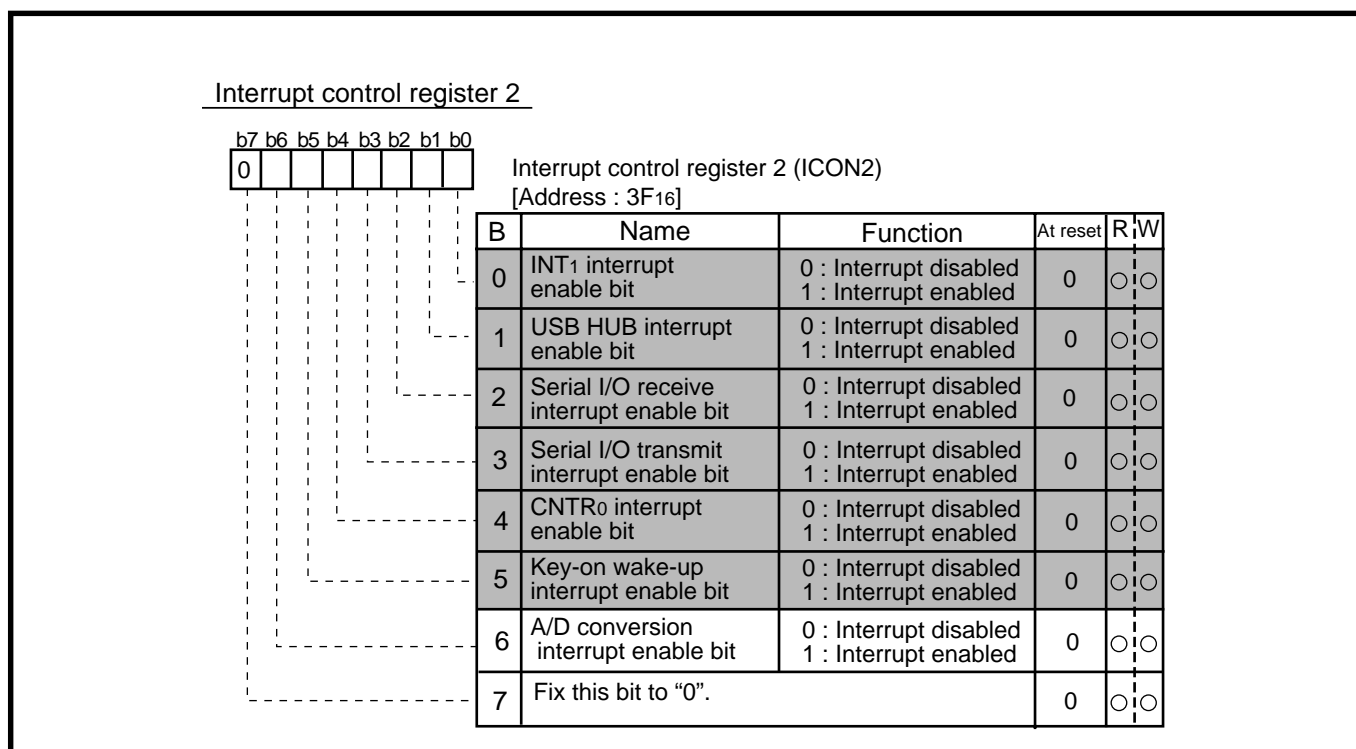 Interrupt control register 2
b7 b6 b5 b4 b3 b2 b1 b0
0
Interrupt control register 2 (ICON2)
[Address : 3F16]
B Name Function At reset R W
0 INT1 interrupt enable bit 0 : Interrupt disabled 1 : Interrupt enabled 0 ○ ○
1 USB HUB interrupt enable bit 0 : Interrupt disabled 1 : Interrupt enabled 0 ○ ○
2 Serial I/O receive interrupt enable bit 0 : Interrupt disabled 1 : Interrupt enabled 0 ○ ○
3 Serial I/O transmit interrupt enable bit 0 : Interrupt disabled 1 : Interrupt enabled 0 ○ ○
4 CNTR0 interrupt enable bit 0 : Interrupt disabled 1 : Interrupt enabled 0 ○ ○
5 Key-on wake-up interrupt enable bit 0 : Interrupt disabled 1 : Interrupt enabled 0 ○ ○
6 A/D conversion interrupt enable bit 0 : Interrupt disabled 1 : Interrupt enabled 0 ○ ○
7 Fix this bit to “0”. 0 ○ ○